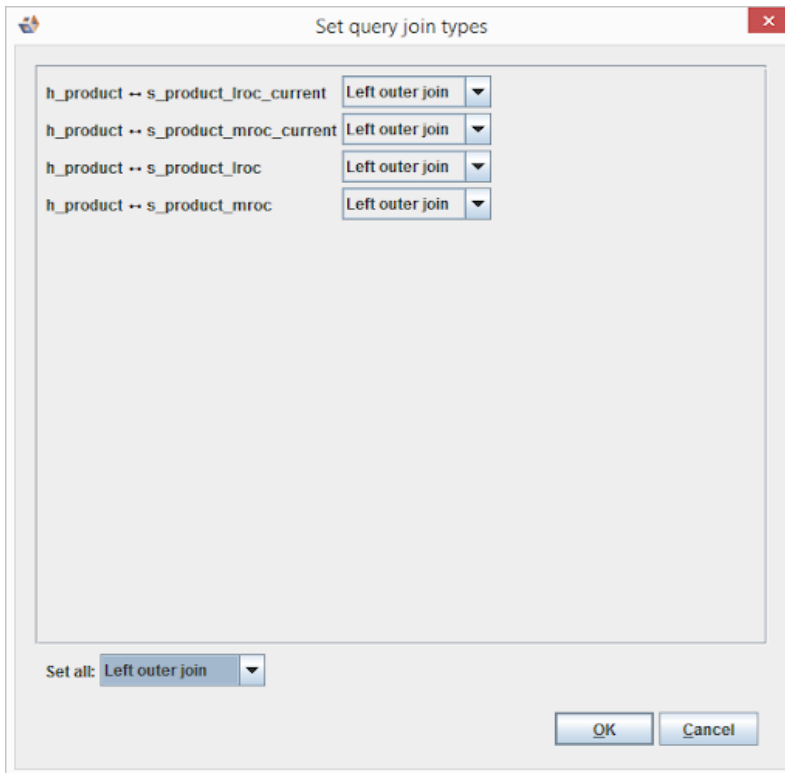 Set query join types
h_product ↔ s_product_lroc_current Left outer join
h_product ↔ s_product_mroc_current Left outer join
h_product ↔ s_product_lroc Left outer join
h_product ↔ s_product_mroc Left outer join
Set all: Left outer join
OK Cancel